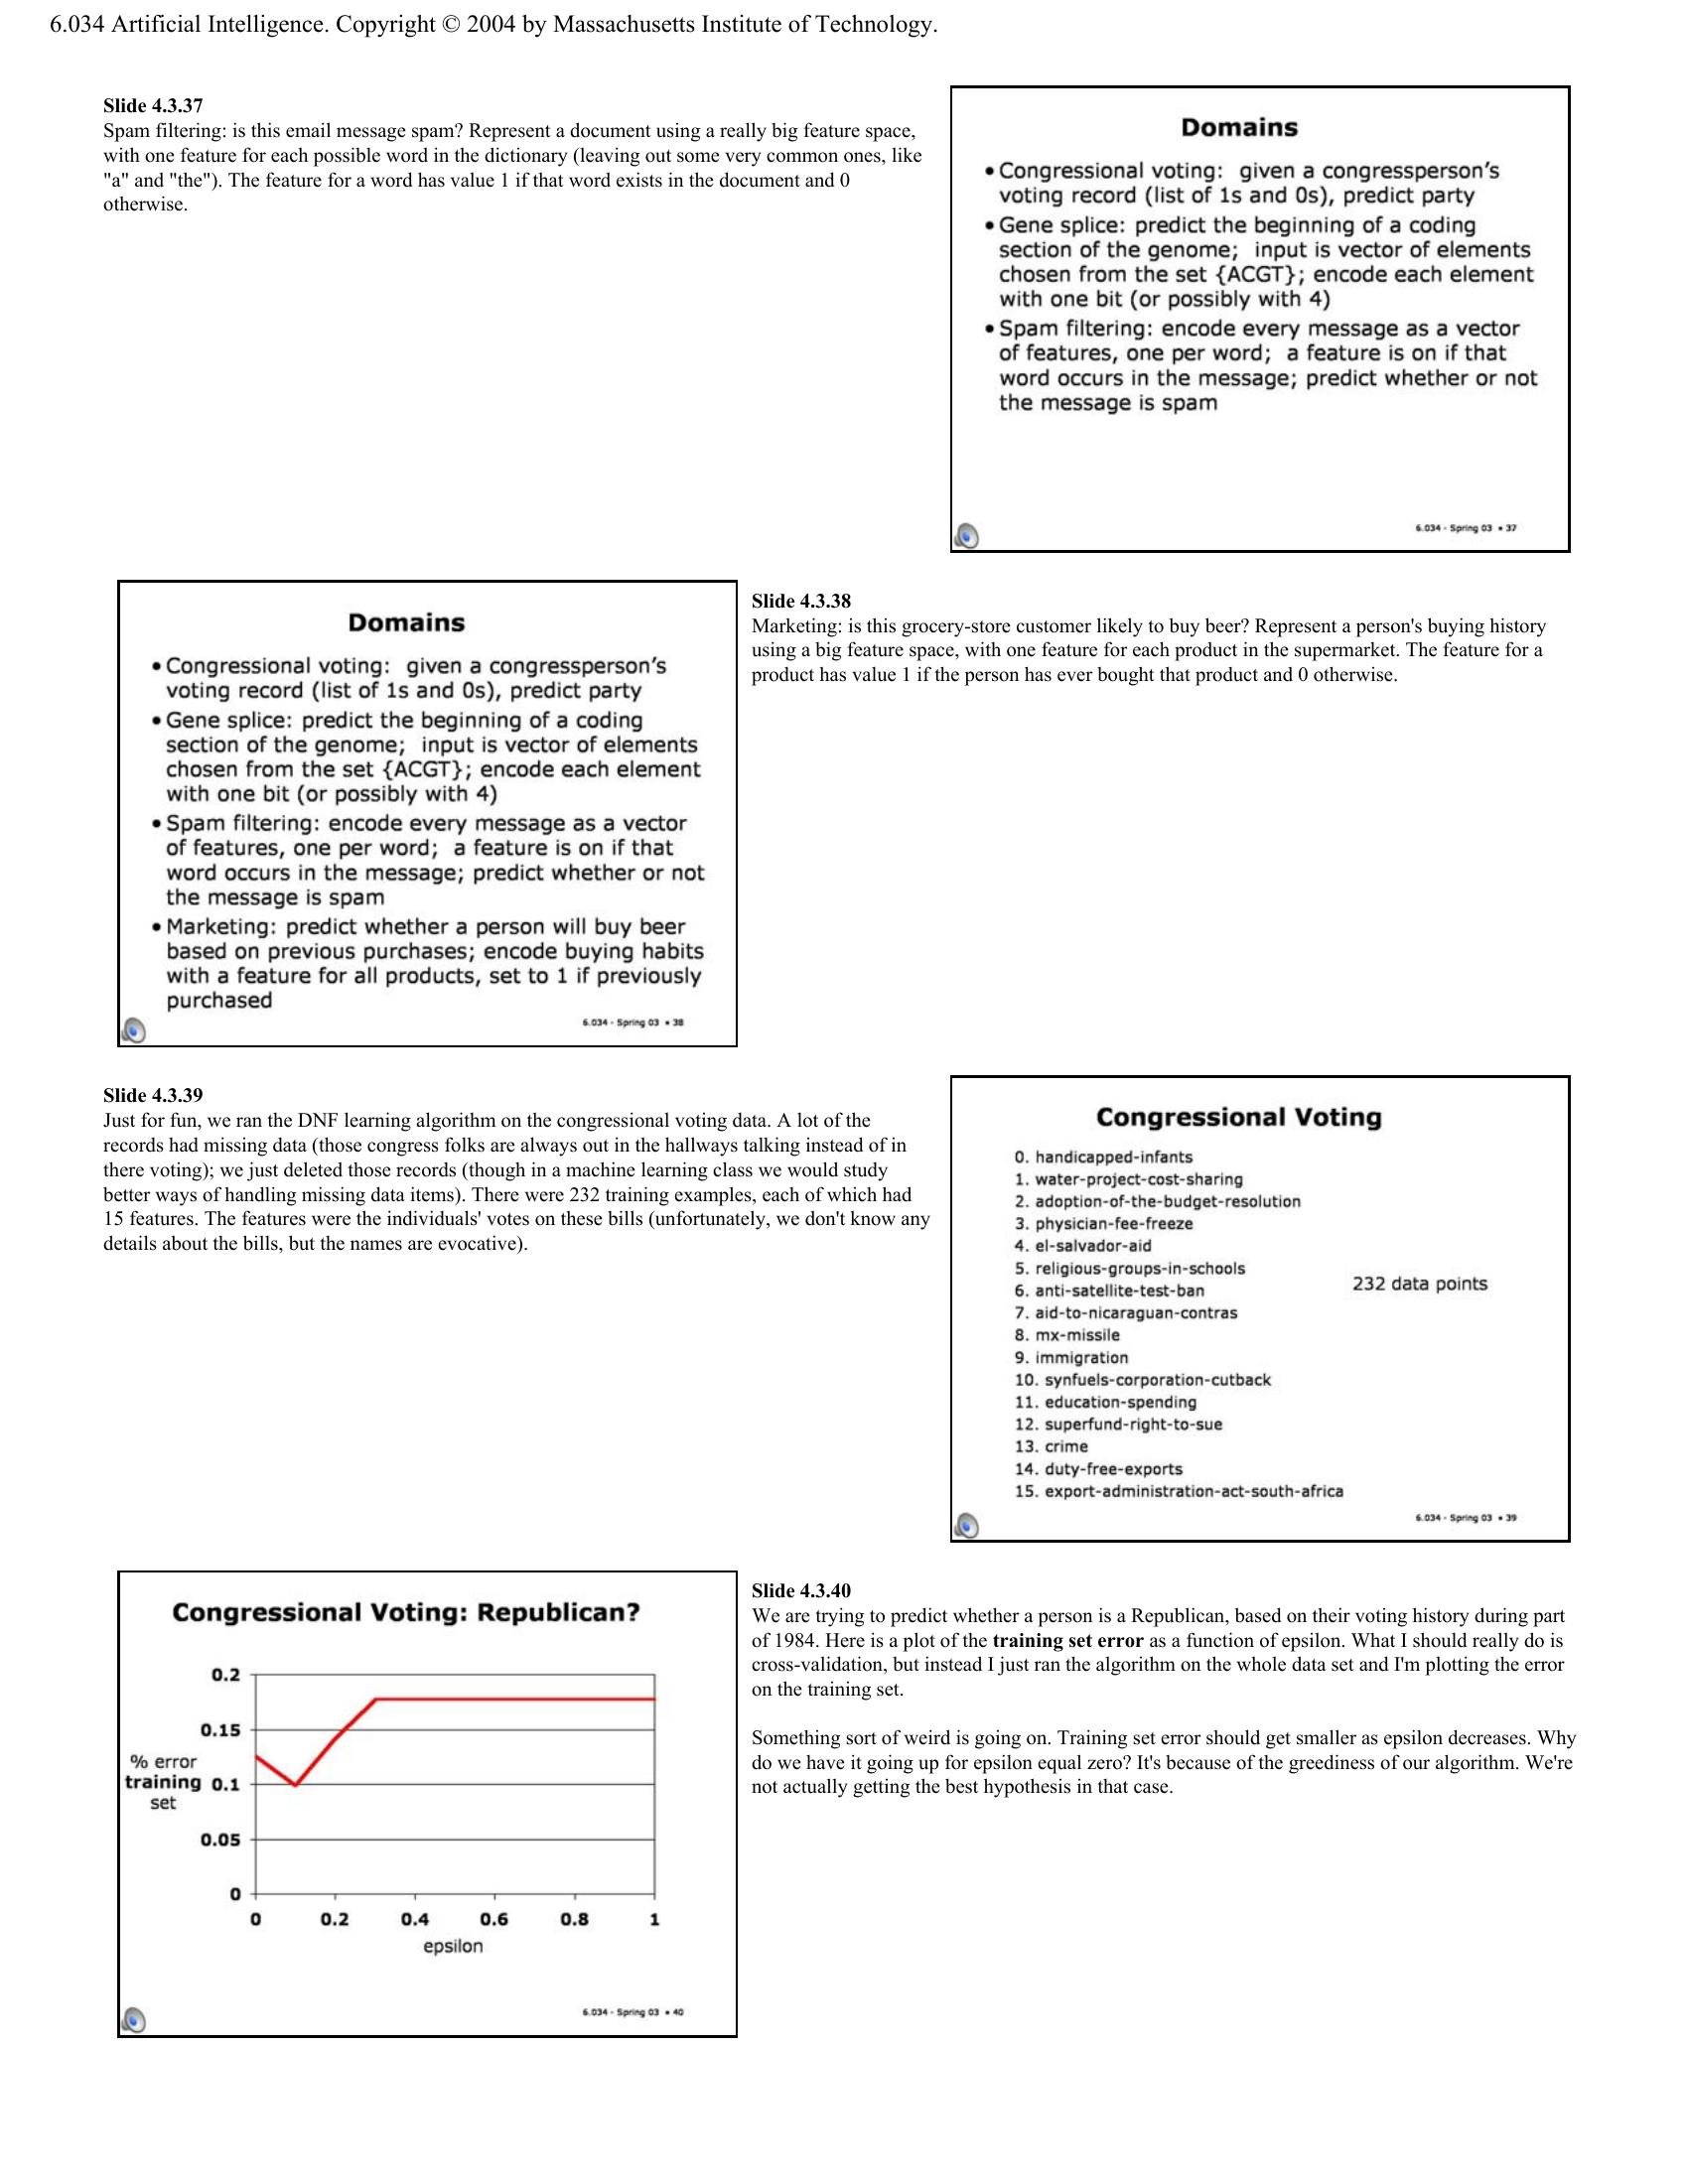 6.034 Artificial Intelligence. Copyright © 2004 by Massachusetts Institute of Technology.
Slide 4.3.37
Spam filtering: is this email message spam? Represent a document using a really big feature space,
with one feature for each possible word in the dictionary (leaving out some very common ones, like
"a" and "the"). The feature for a word has value 1 if that word exists in the document and 0
otherwise.
Domains
• Congressional voting: given a congressperson's
voting record (list of 1s and 0s), predict party
• Gene splice: predict the beginning of a coding
section of the genome; input is vector of elements
chosen from the set {ACGT}; encode each element
with one bit (or possibly with 4)
• Spam filtering: encode every message as a vector
of features, one per word; a feature is on if that
word occurs in the message; predict whether or not
the message is spam
6.034 - Spring 03 • 37
Domains
• Congressional voting: given a congressperson's
voting record (list of 1s and 0s), predict party
• Gene splice: predict the beginning of a coding
section of the genome; input is vector of elements
chosen from the set {ACGT}; encode each element
with one bit (or possibly with 4)
• Spam filtering: encode every message as a vector
of features, one per word; a feature is on if that
word occurs in the message; predict whether or not
the message is spam
• Marketing: predict whether a person will buy beer
based on previous purchases; encode buying habits
with a feature for all products, set to 1 if previously
purchased
6.034 - Spring 03 • 38
Slide 4.3.38
Marketing: is this grocery-store customer likely to buy beer? Represent a person's buying history
using a big feature space, with one feature for each product in the supermarket. The feature for a
product has value 1 if the person has ever bought that product and 0 otherwise.
Slide 4.3.39
Just for fun, we ran the DNF learning algorithm on the congressional voting data. A lot of the
records had missing data (those congress folks are always out in the hallways talking instead of in
there voting); we just deleted those records (though in a machine learning class we would study
better ways of handling missing data items). There were 232 training examples, each of which had
15 features. The features were the individuals' votes on these bills (unfortunately, we don't know any
details about the bills, but the names are evocative).
Congressional Voting
0. handicapped-infants
1. water-project-cost-sharing
2. adoption-of-the-budget-resolution
3. physician-fee-freeze
4. el-salvador-aid
5. religious-groups-in-schools
6. anti-satellite-test-ban
7. aid-to-nicaraguan-contras
8. mx-missile
9. immigration
10. synfuels-corporation-cutback
11. education-spending
12. superfund-right-to-sue
13. crime
14. duty-free-exports
15. export-administration-act-south-africa
232 data points
6.034 - Spring 03 • 39
Congressional Voting: Republican?
0.2
0.15
% error
training 0.1
set
0.05
0
0 0.2 0.4 0.6 0.8 1
epsilon
6.034 - Spring 03 • 40
Slide 4.3.40
We are trying to predict whether a person is a Republican, based on their voting history during part
of 1984. Here is a plot of the training set error as a function of epsilon. What I should really do is
cross-validation, but instead I just ran the algorithm on the whole data set and I'm plotting the error
on the training set.
Something sort of weird is going on. Training set error should get smaller as epsilon decreases. Why
do we have it going up for epsilon equal zero? It's because of the greediness of our algorithm. We're
not actually getting the best hypothesis in that case.